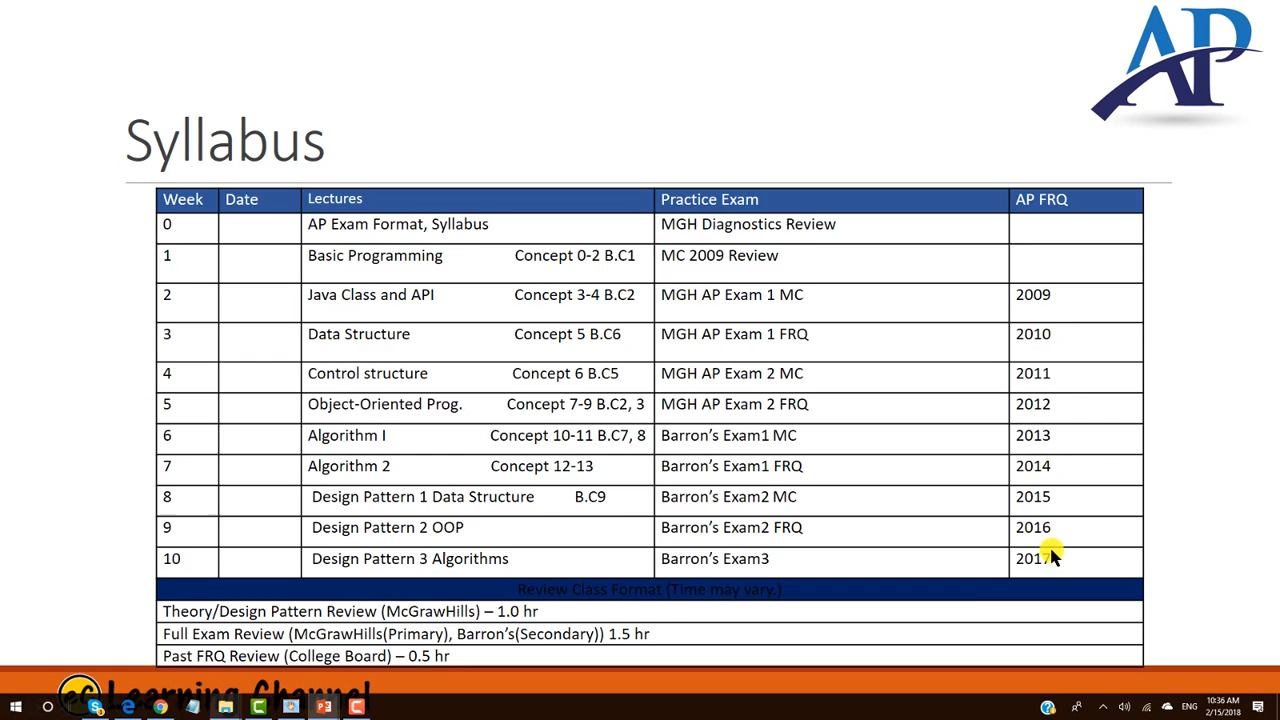 AP
Syllabus
Week Date Lectures Practice Exam AP FRQ
0 AP Exam Format, Syllabus MGH Diagnostics Review
1 Basic Programming Concept 0-2 B.C1 MC 2009 Review
2 Java Class and API Concept 3-4 B.C2 MGH AP Exam 1 MC 2009
3 Data Structure Concept 5 B.C6 MGH AP Exam 1 FRQ 2010
4 Control structure Concept 6 B.C5 MGH AP Exam 2 MC 2011
5 Object-Oriented Prog. Concept 7-9 B.C2, 3 MGH AP Exam 2 FRQ 2012
6 Algorithm I Concept 10-11 B.C7, 8 Barron’s Exam1 MC 2013
7 Algorithm 2 Concept 12-13 Barron’s Exam1 FRQ 2014
8 Design Pattern 1 Data Structure B.C9 Barron’s Exam2 MC 2015
9 Design Pattern 2 OOP Barron’s Exam2 FRQ 2016
10 Design Pattern 3 Algorithms Barron’s Exam3 2017
Review Class Format (Time may vary.)
Theory/Design Pattern Review (McGrawHills) – 1.0 hr
Full Exam Review (McGrawHills(Primary), Barron’s(Secondary)) 1.5 hr
Past FRQ Review (College Board) – 0.5 hr
eC Learning Channel
ENG
10:36 AM
2/15/2018